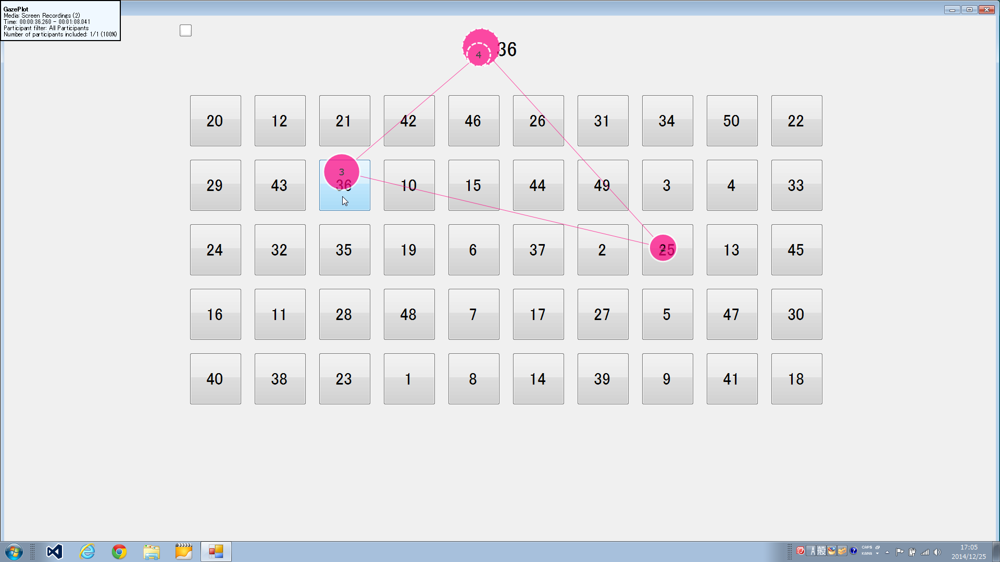 GazePlot
Media: Screen Recordings (2)
Time: 00:00:36.260 - 00:01:08.041
Participant filter: All Participants
Number of participants included: 1/1 (100%)
4
36
20 12 21 42 46 26 31 34 50 22
3
29 43 36 10 15 44 49 3 4 33
24 32 35 19 6 37 2 25 13 45
2
16 11 28 48 7 17 27 5 47 30
40 38 23 1 8 14 39 9 41 18
A 般
CAPS
KANA
17:05
2014/12/25